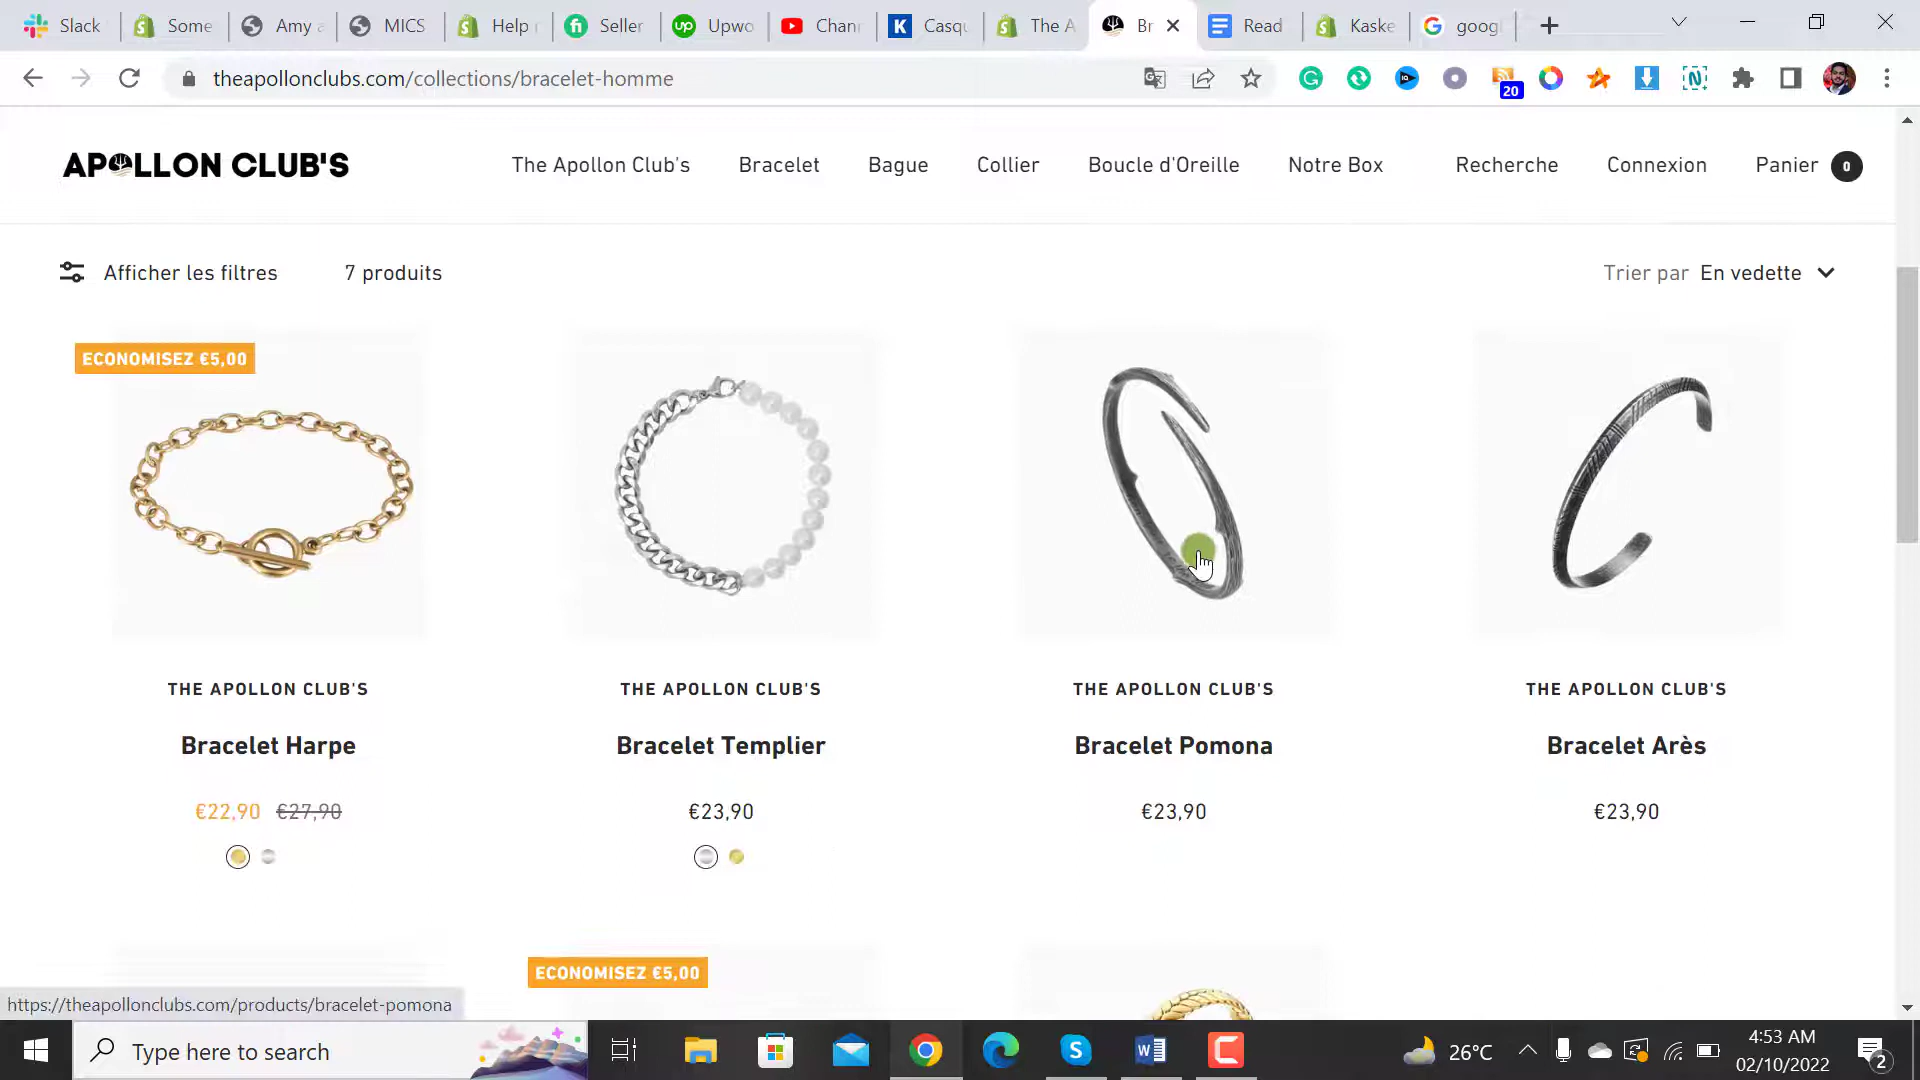 Slack
Some
Amy a
MICS
Help r
Seller
Upwo
Chan
Casqu
The A
Br
Read
Kaske
googl
theapollonclubs.com/collections/bracelet-homme
20
APOLLON CLUB'S
The Apollon Club's
Bracelet
Bague
Collier
Boucle d'Oreille
Notre Box
Recherche
Connexion
Panier 0
Afficher les filtres
7 produits
Trier par En vedette
ECONOMISEZ €5,00
THE APOLLON CLUB'S
THE APOLLON CLUB'S
THE APOLLON CLUB'S
THE APOLLON CLUB'S
Bracelet Harpe
Bracelet Templier
Bracelet Pomona
Bracelet Arès
€22,90 €27,90
€23,90
€23,90
€23,90
ECONOMISEZ €5,00
https://theapollonclubs.com/products/bracelet-pomona
Type here to search
26°C
4:53 AM
02/10/2022
2